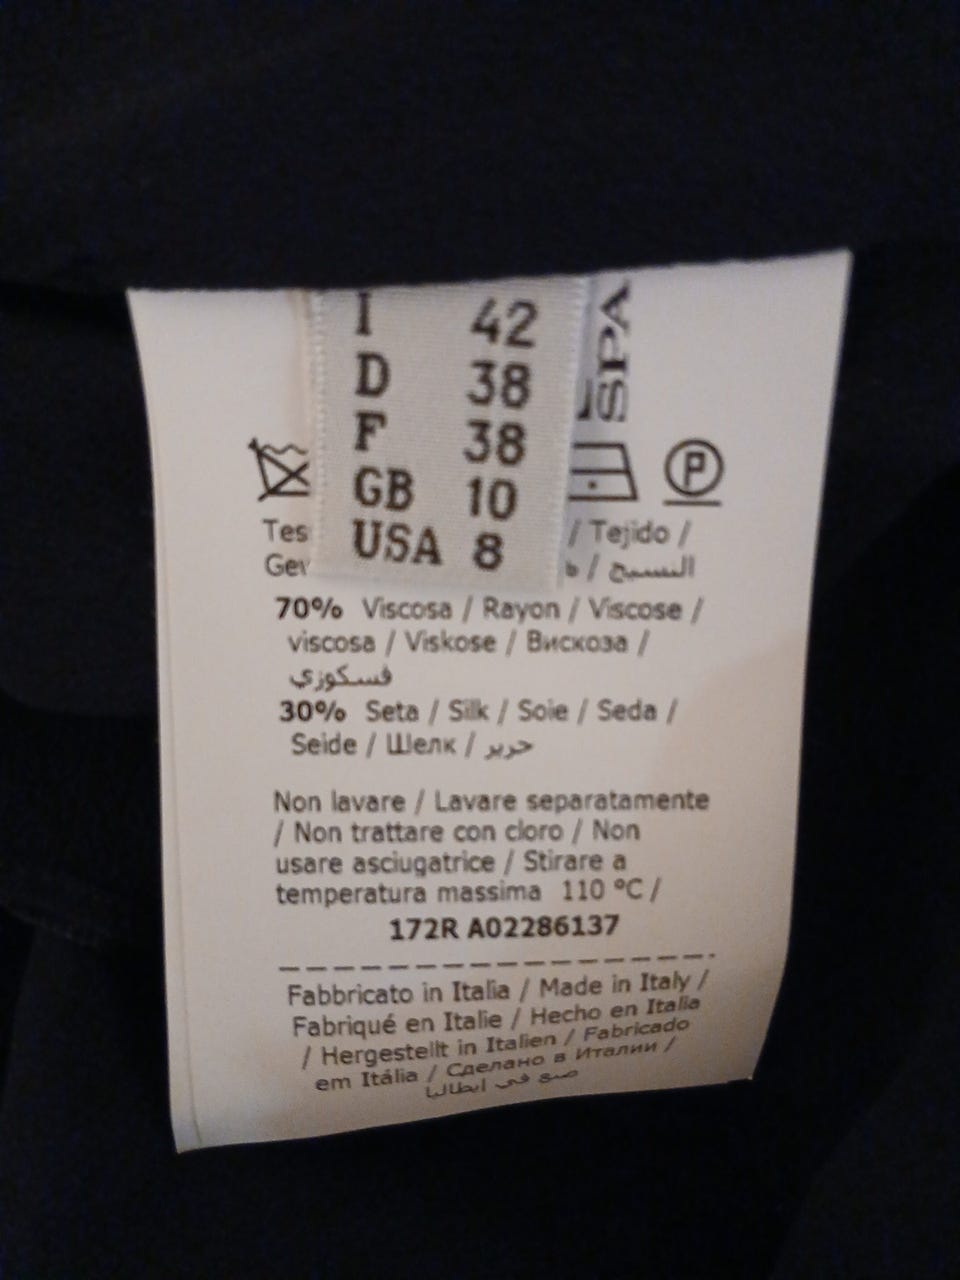 I 42
D 38
F 38
GB 10
USA 8
SPA
P
/ Tejido /
/ النسيج
70% Viscosa / Rayon / Viscose /
viscosa / Viskose / Вискоза /
فسكوزي
30% Seta / Silk / Soie / Seda /
Seide / Шелк / حرير
Non lavare / Lavare separatamente
/ Non trattare con cloro / Non
usare asciugatrice / Stirare a
temperatura massima 110 °C /
172R A02286137
Fabbricato in Italia / Made in Italy /
Fabriqué en Italie / Hecho en Italia
/ Hergestellt in Italien / Fabricado
em Itália / Сделано в Италии /
صنع في ايطاليا